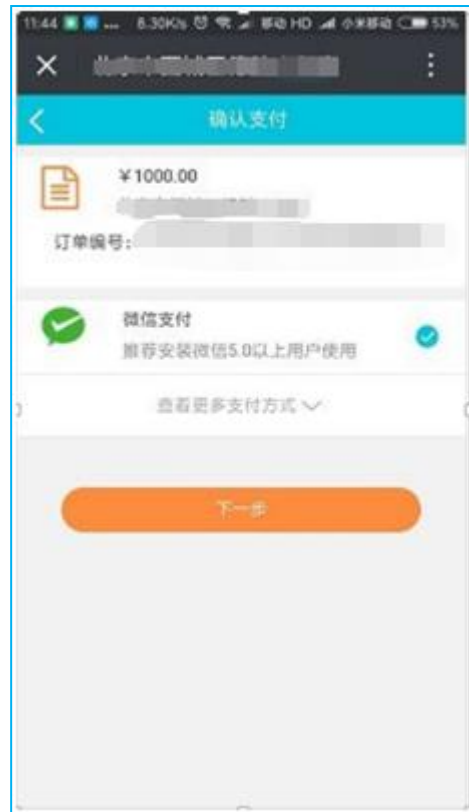 11:44 ... 8.30K/s 移动 HD 小米移动 53%
确认支付
￥1000.00
订单编号:
微信支付
推荐安装微信5.0以上用户使用
查看更多支付方式
下一步